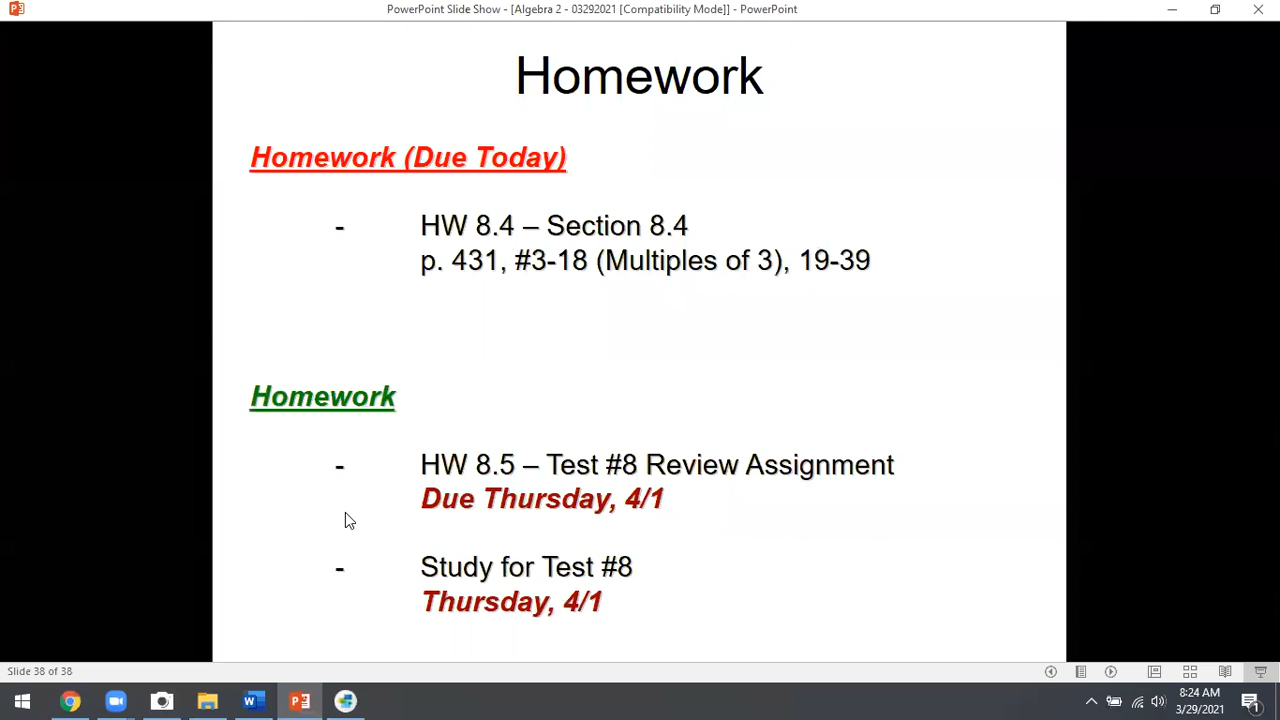 PowerPoint Slide Show - [Algebra 2 - 03292021 [Compatibility Mode]] - PowerPoint
Homework
Homework (Due Today)
- HW 8.4 – Section 8.4
p. 431, #3-18 (Multiples of 3), 19-39
Homework
- HW 8.5 – Test #8 Review Assignment
Due Thursday, 4/1
- Study for Test #8
Thursday, 4/1
Slide 38 of 38
8:24 AM
3/29/2021
1